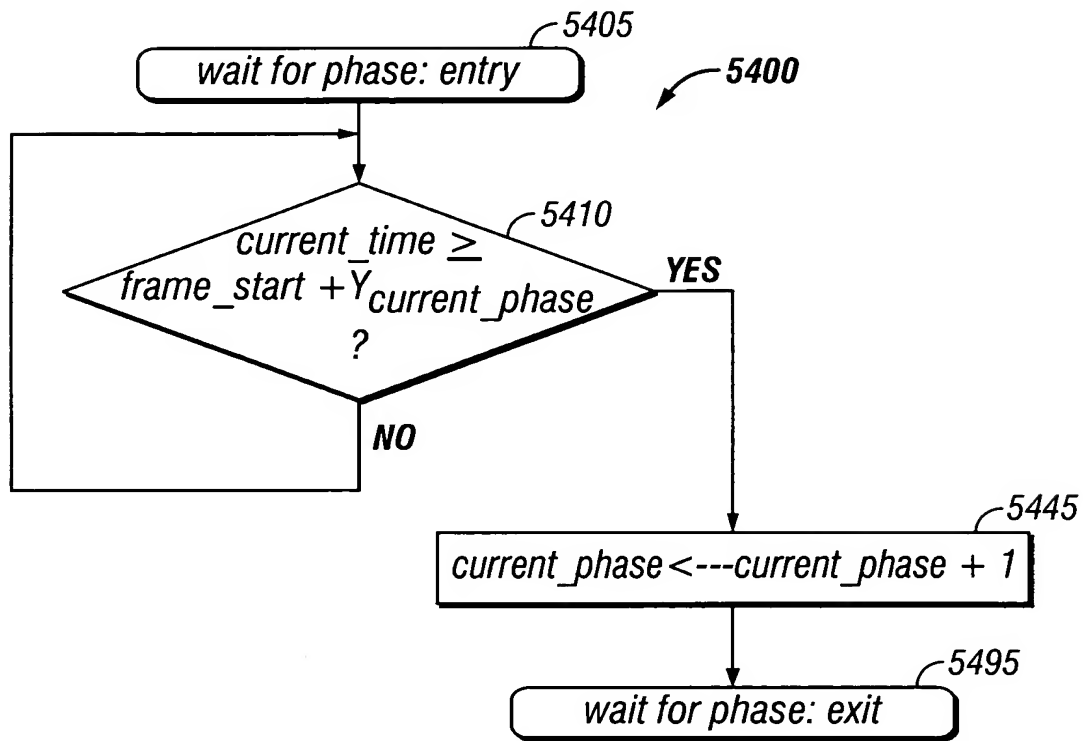 5405
wait for phase: entry
5400
5410
current_time ≥
frame_start + Y current_phase
?
YES
NO
5445
current_phase <--- current_phase + 1
5495
wait for phase: exit